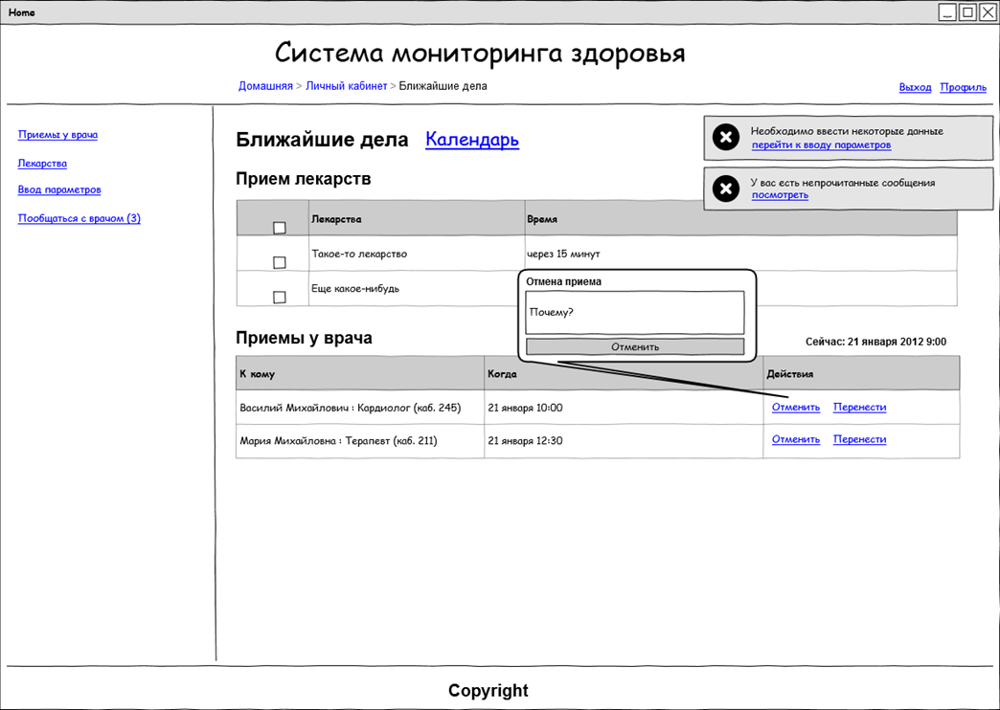 Home
Система мониторинга здоровья
Домашняя > Личный кабинет > Ближайшие дела
Выход Профиль
Приемы у врача
Лекарства
Ввод параметров
Пообщаться с врачом (3)
Ближайшие дела Календарь
Необходимо ввести некоторые данные
перейти к вводу параметров
У вас есть непрочитанные сообщения
посмотреть
Прием лекарств
Лекарства Время
Такое-то лекарство через 15 минут
Еще какое-нибудь
Отмена приема
Почему?
Отменить
Приемы у врача
Сейчас: 21 января 2012 9:00
К кому Когда Действия
Василий Михайлович : Кардиолог (каб. 245) 21 января 10:00 Отменить Перенести
Мария Михайловна : Терапевт (каб. 211) 21 января 12:30 Отменить Перенести
Copyright